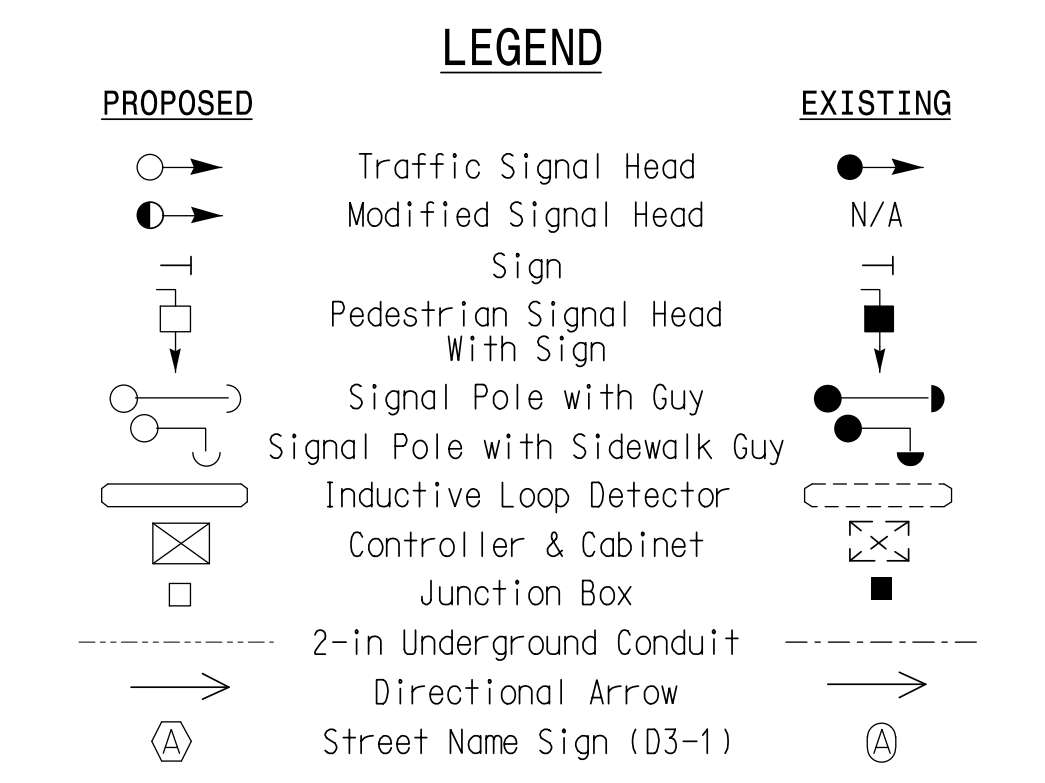 LEGEND
PROPOSED EXISTING
Traffic Signal Head
Modified Signal Head N/A
Sign
Pedestrian Signal Head
With Sign
Signal Pole with Guy
Signal Pole with Sidewalk Guy
Inductive Loop Detector
Controller & Cabinet
Junction Box
2-in Underground Conduit
Directional Arrow
A Street Name Sign (D3-1) A